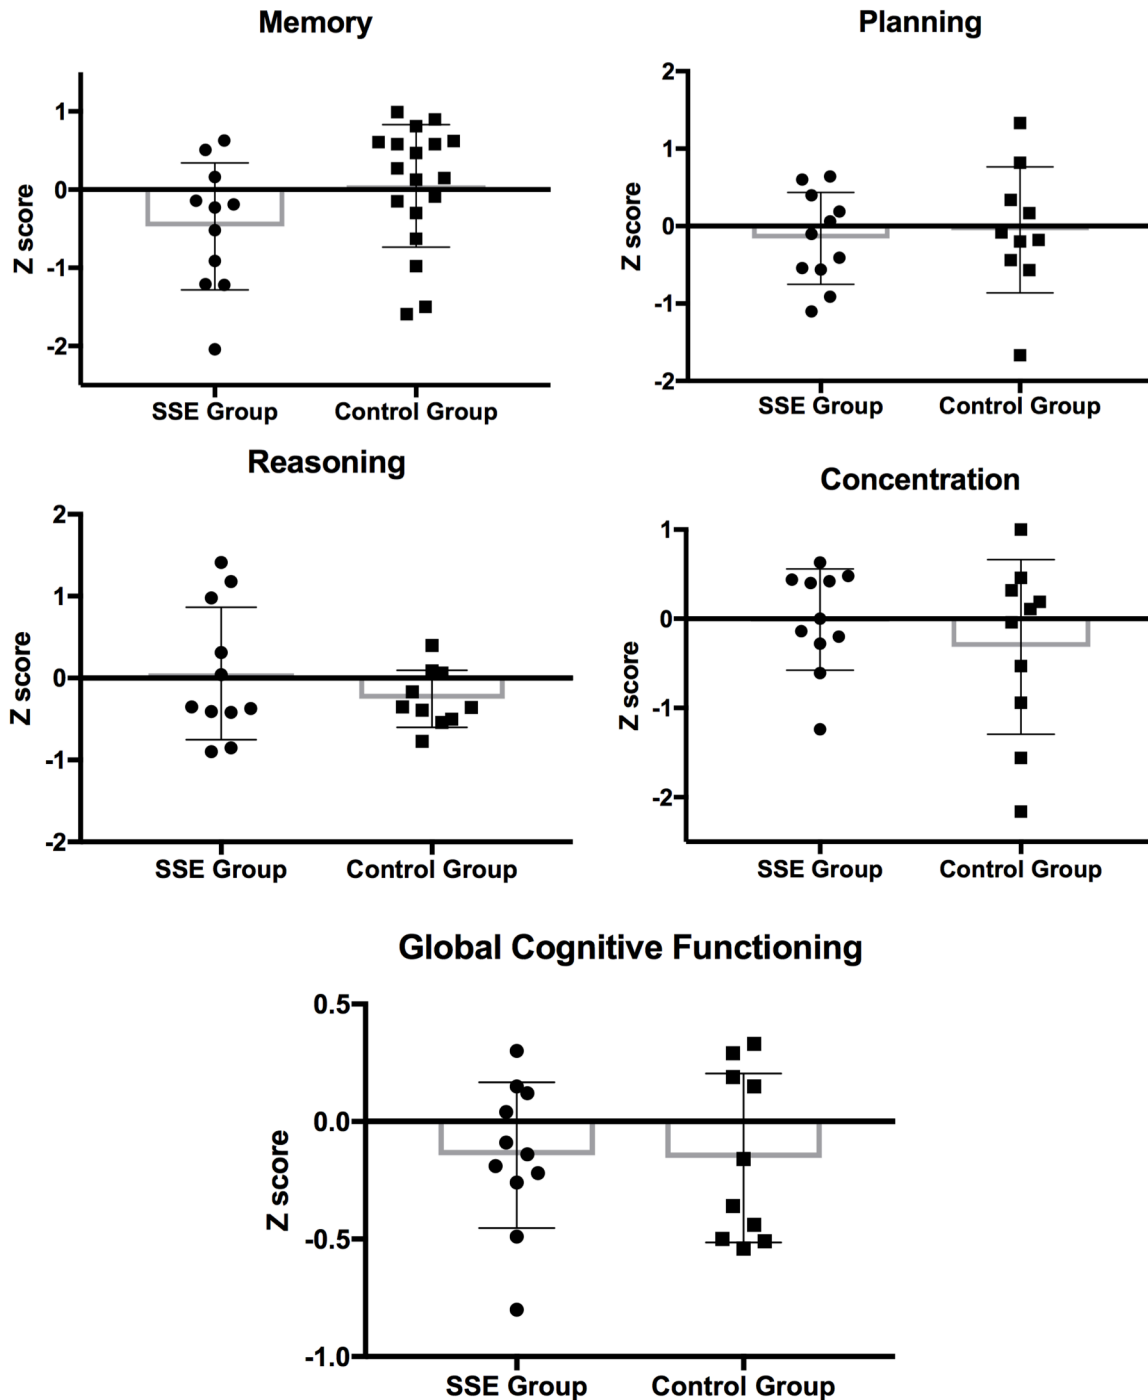 Memory
Z score
1
0
-1
-2
SSE Group Control Group
Planning
Z score
2
1
0
-1
-2
SSE Group Control Group
Reasoning
Z score
2
1
0
-1
-2
SSE Group Control Group
Concentration
Z score
1
0
-1
-2
SSE Group Control Group
Global Cognitive Functioning
Z score
0.5
0.0
-0.5
-1.0
SSE Group Control Group